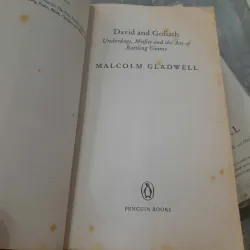 David and Goliath
Underdogs, Misfits and the Art of
Battling Giants
MALCOLM GLADWELL
PENGUIN BOOKS
L